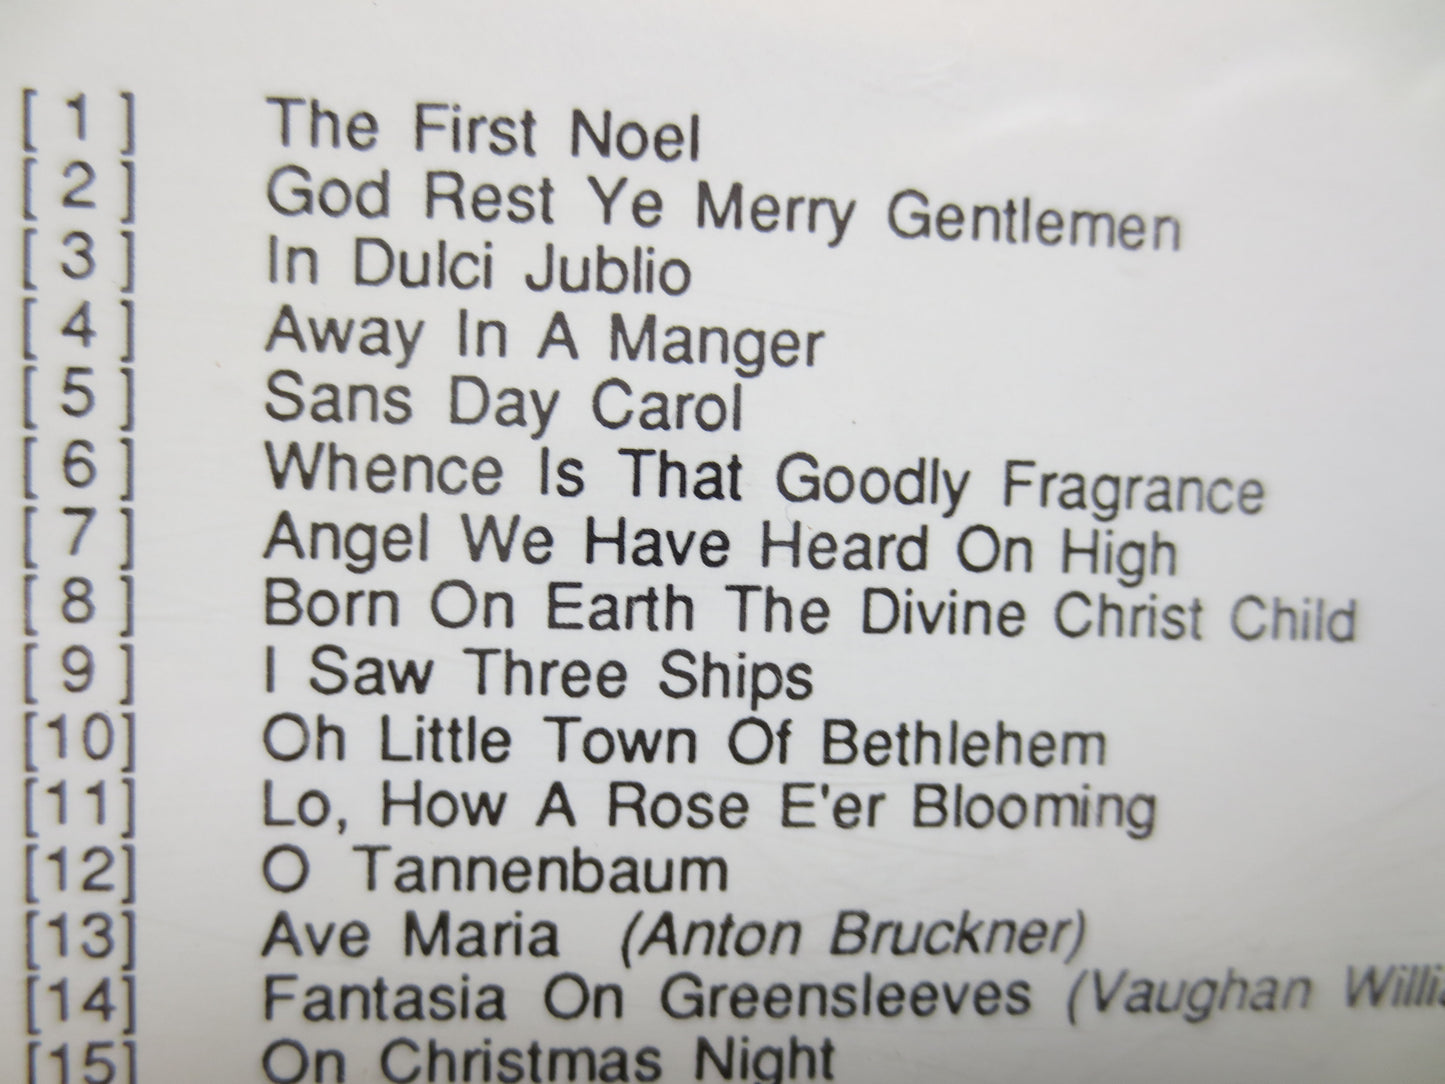 [ 1 ] The First Noel
[ 2 ] God Rest Ye Merry Gentlemen
[ 3 ] In Dulci Jublio
[ 4 ] Away In A Manger
[ 5 ] Sans Day Carol
[ 6 ] Whence Is That Goodly Fragrance
[ 7 ] Angel We Have Heard On High
[ 8 ] Born On Earth The Divine Christ Child
[ 9 ] I Saw Three Ships
[10] Oh Little Town Of Bethlehem
[11] Lo, How A Rose E'er Blooming
[12] O Tannenbaum
[13] Ave Maria (Anton Bruckner)
[14] Fantasia On Greensleeves (Vaughan
[15] On Christmas Night